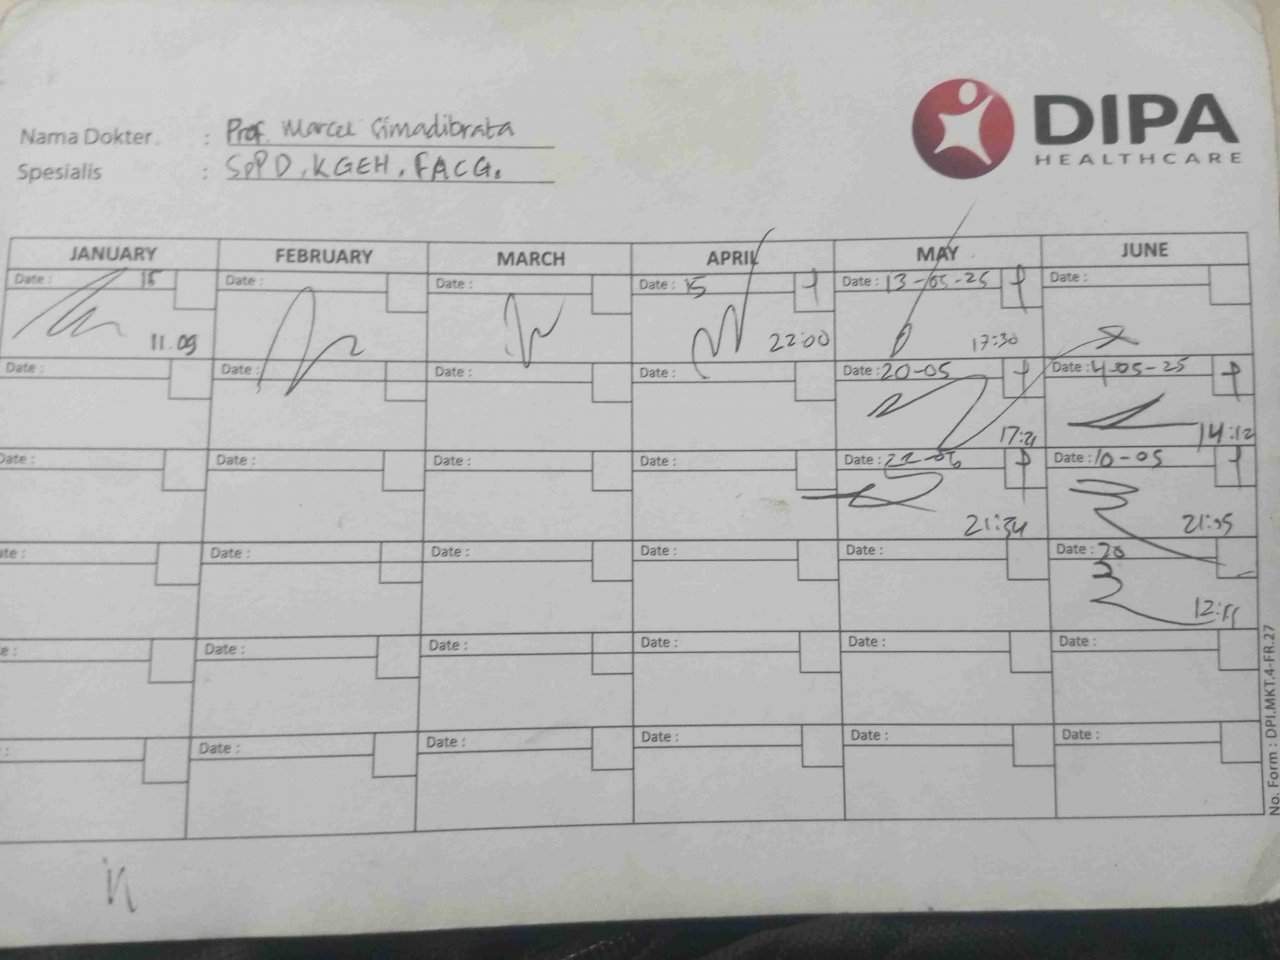 DIPA
HEALTHCARE
Nama Dokter. : Prof. Marcel Simadibrata
Spesialis : SpPD, KGEH, FACG.
JANUARY FEBRUARY MARCH APRIL MAY JUNE
Date : 15 Date : Date : Date : 15 Date : 13-05-25 Date :
11.09 22:00 17:30
Date : Date : Date : Date : Date : 20-05 Date : 4-05-25
14:12
Date : Date : Date : Date : Date : Date : 10-05
21:34 21:35
Date : Date : Date : Date : Date : Date : 20
12:11
Date : Date : Date : Date : Date :
Date : Date : Date : Date : Date :
No. Form : DPI.MKT.4-FR.27